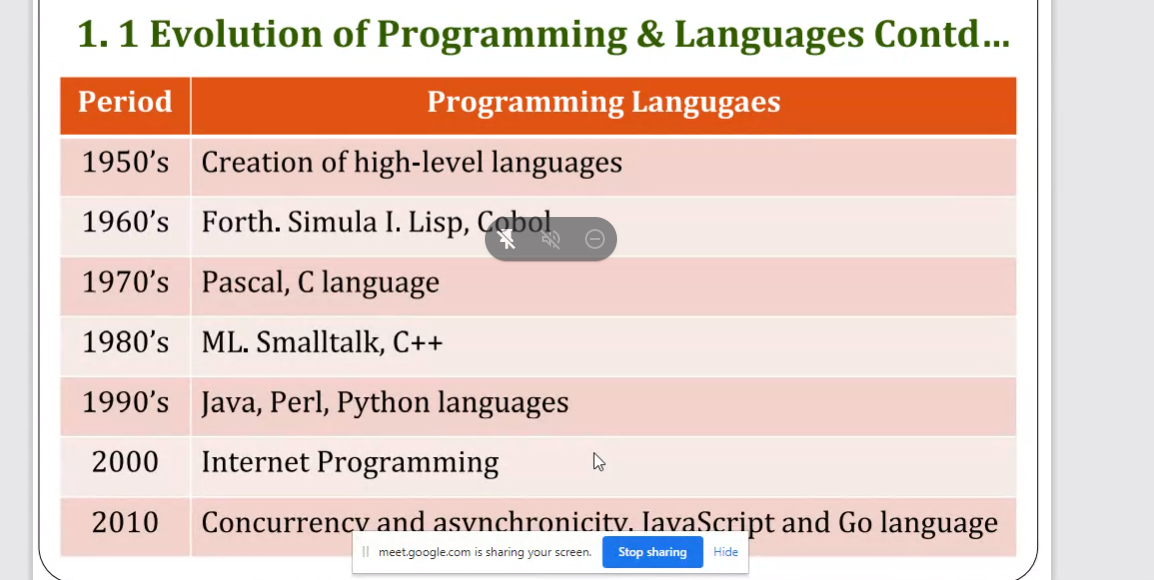 1. 1 Evolution of Programming & Languages Contd...
Period Programming Langugaes
1950's Creation of high-level languages
1960's Forth. Simula I. Lisp, Cobol
1970's Pascal, C language
1980's ML. Smalltalk, C++
1990's Java, Perl, Python languages
2000 Internet Programming
2010 Concurrency and asynchronicity. JavaScript and Go language
meet.google.com is sharing your screen. Stop sharing Hide